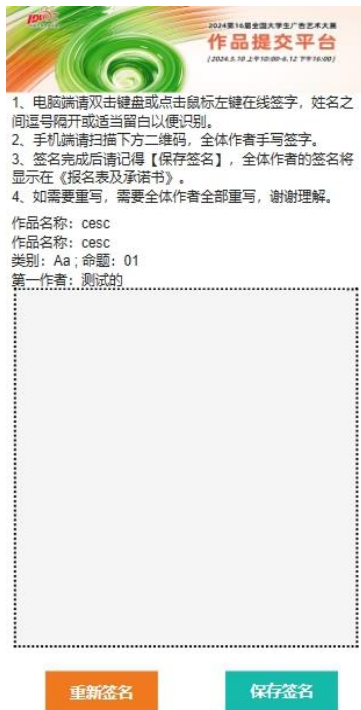 2024第16届全国大学生广告艺术大赛
作品提交平台
(2024.5.10 上午10:00-6.12 下午16:00)
1、电脑端请双击键盘或点击鼠标左键在线签字，姓名之
间逗号隔开或适当留白以便识别。
2、手机端请扫描下方二维码，全体作者手写签字。
3、签名完成后请记得【保存签名】，全体作者的签名将
显示在《报名表及承诺书》。
4、如需要重写，需要全体作者全部重写，谢谢理解。
作品名称：cesc
作品名称：cesc
类别：Aa ; 命题：01
第一作者：测试的
重新签名
保存签名